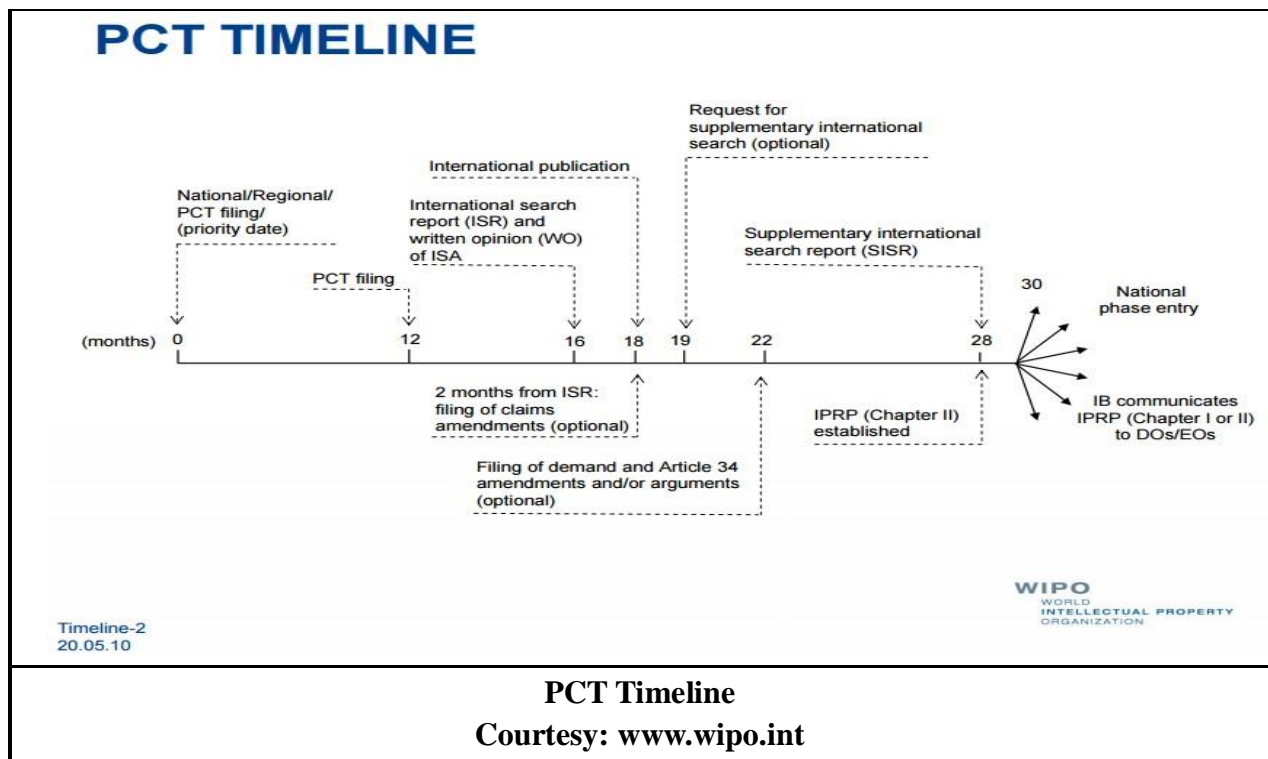 PCT TIMELINE
Request for
supplementary international
search (optional)
International publication
National/Regional/
PCT filing/
(priority date)
International search
report (ISR) and
written opinion (WO)
of ISA
Supplementary international
search report (SISR)
PCT filing
30
National
phase entry
(months) 0 12 16 18 19 22 28
2 months from ISR:
filing of claims
amendments (optional)
IPRP (Chapter II)
established
IB communicates
IPRP (Chapter I or II)
to DOs/EOs
Filing of demand and Article 34
amendments and/or arguments
(optional)
WIPO
WORLD
INTELLECTUAL PROPERTY
ORGANIZATION
Timeline-2
20.05.10
PCT Timeline
Courtesy: www.wipo.int